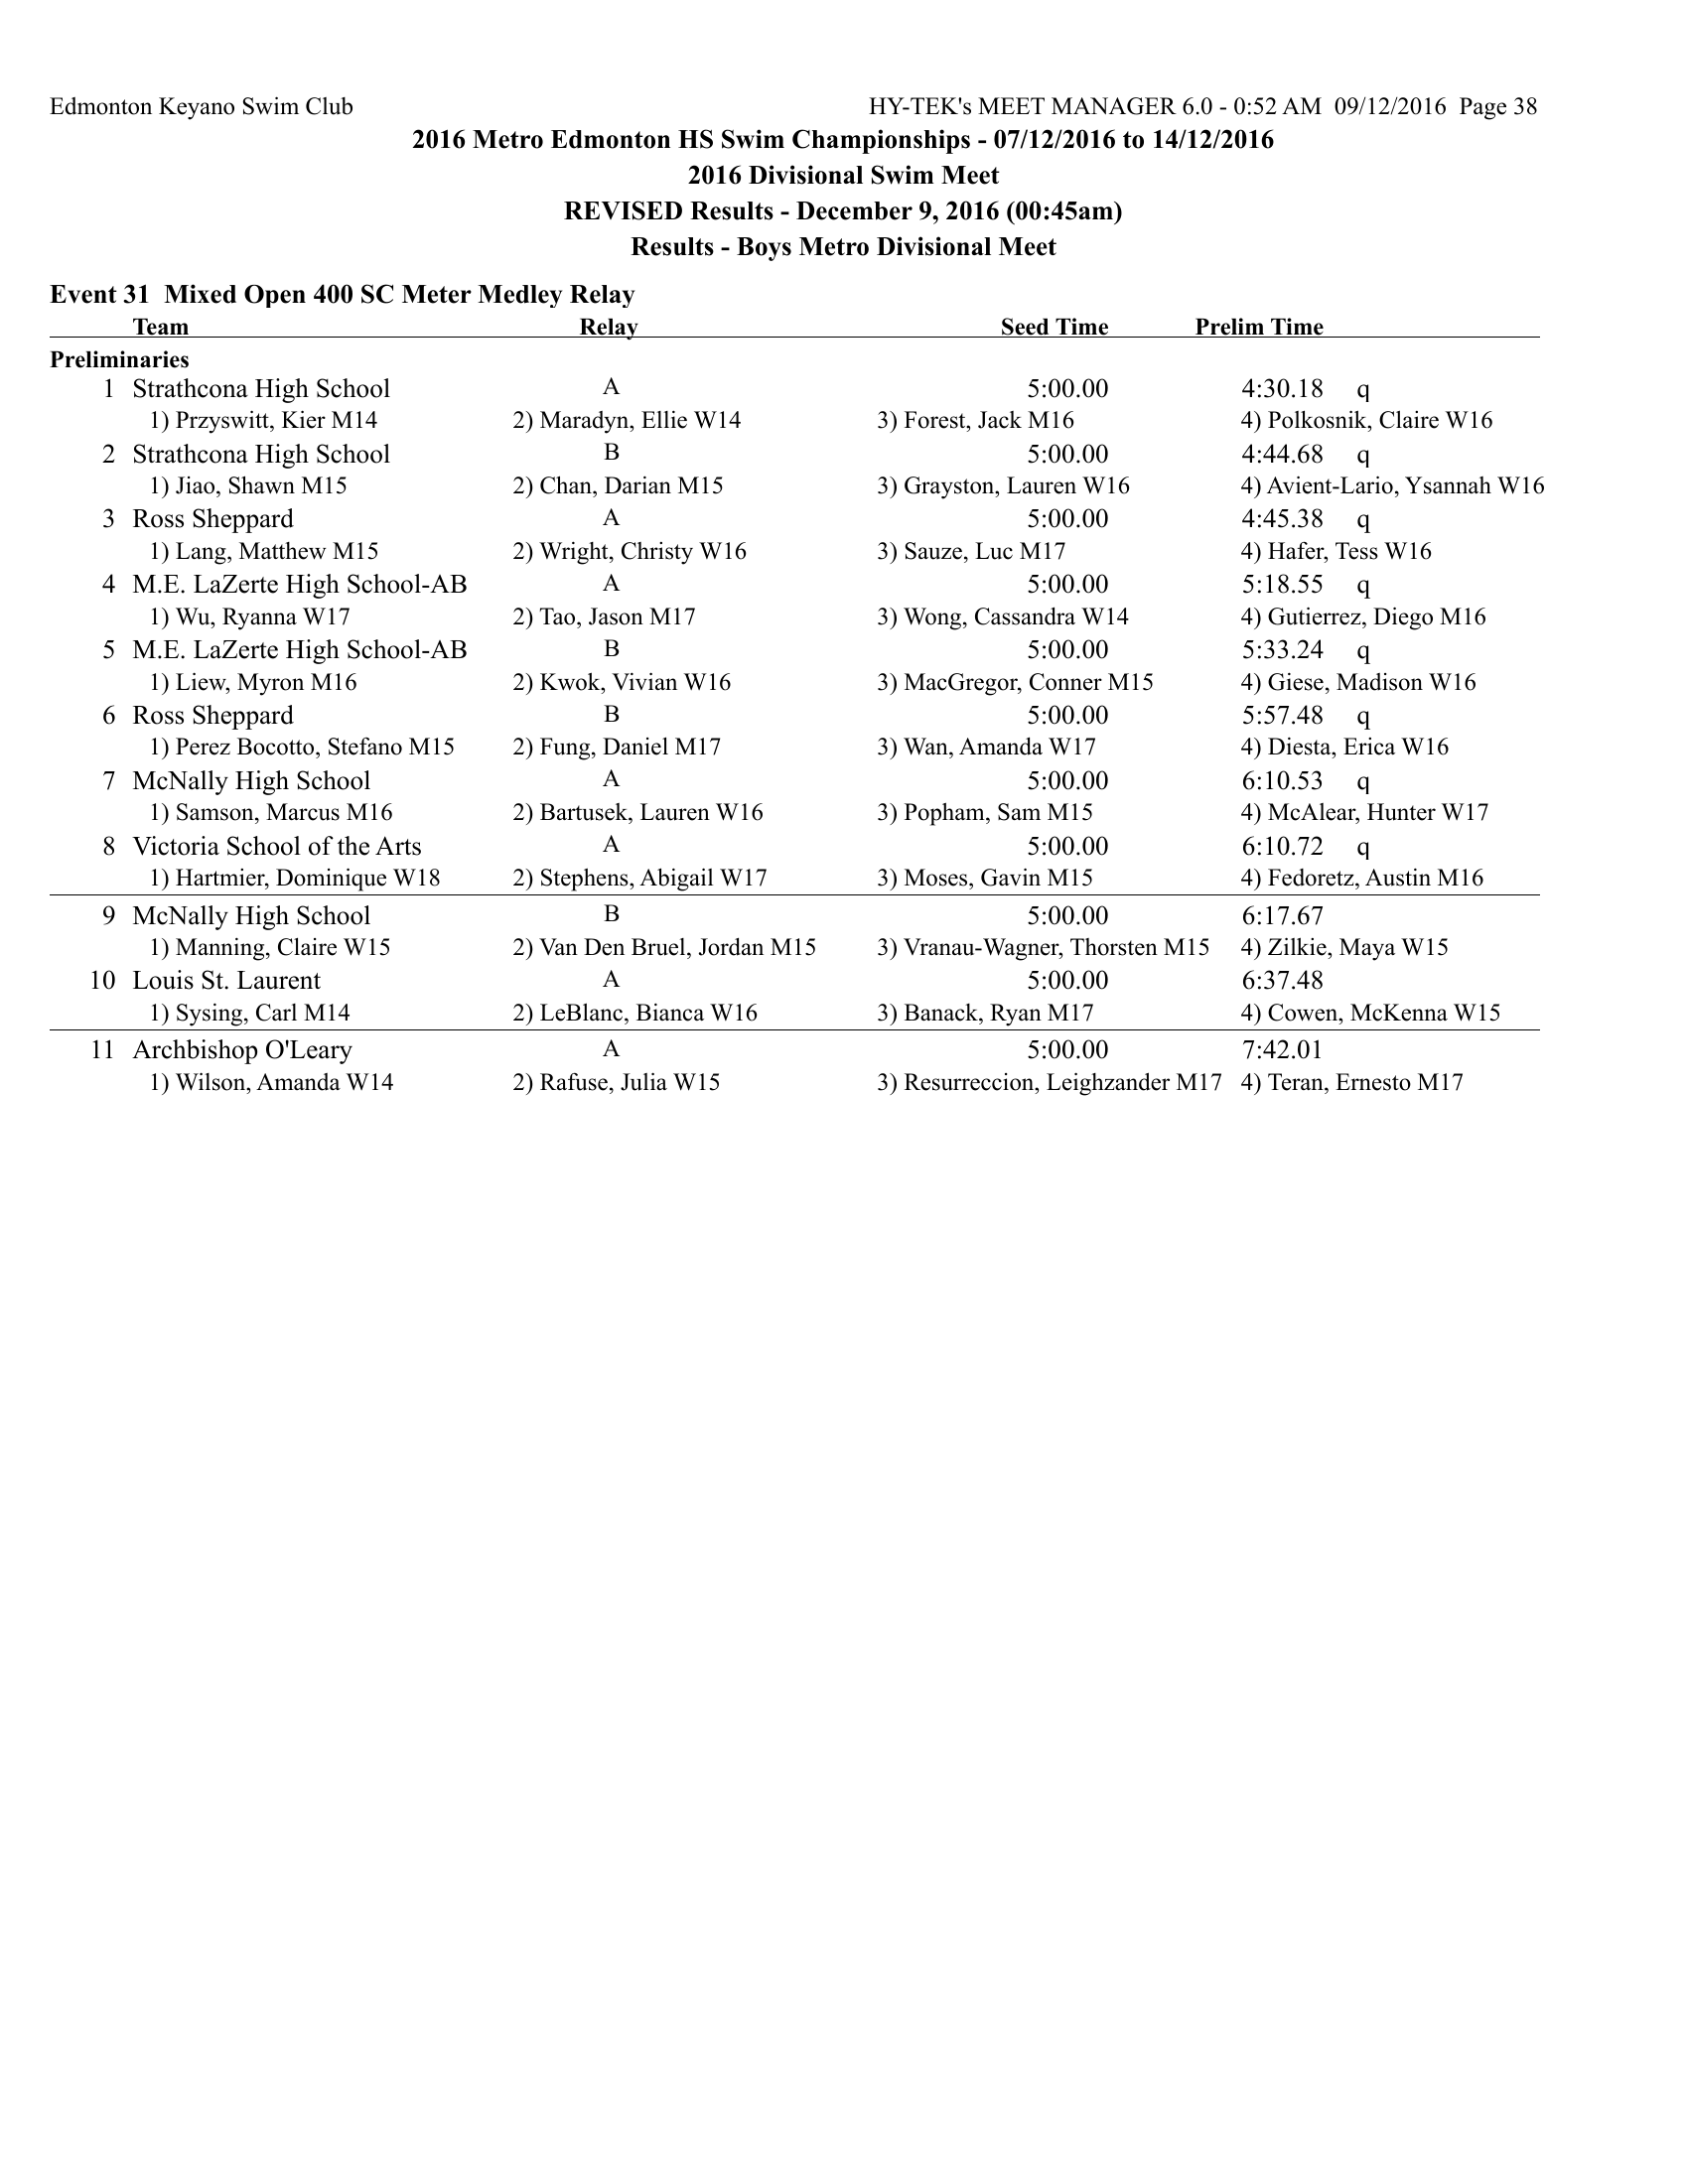 Edmonton Keyano Swim Club HY-TEK's MEET MANAGER 6.0 - 0:52 AM 09/12/2016 Page 38
2016 Metro Edmonton HS Swim Championships - 07/12/2016 to 14/12/2016
2016 Divisional Swim Meet
REVISED Results - December 9, 2016 (00:45am)
Results - Boys Metro Divisional Meet
Event 31 Mixed Open 400 SC Meter Medley Relay
Team Relay Seed Time Prelim Time
Preliminaries
1 Strathcona High School A 5:00.00 4:30.18 q
1) Przyswitt, Kier M14 2) Maradyn, Ellie W14 3) Forest, Jack M16 4) Polkosnik, Claire W16
2 Strathcona High School B 5:00.00 4:44.68 q
1) Jiao, Shawn M15 2) Chan, Darian M15 3) Grayston, Lauren W16 4) Avient-Lario, Ysannah W16
3 Ross Sheppard A 5:00.00 4:45.38 q
1) Lang, Matthew M15 2) Wright, Christy W16 3) Sauze, Luc M17 4) Hafer, Tess W16
4 M.E. LaZerte High School-AB A 5:00.00 5:18.55 q
1) Wu, Ryanna W17 2) Tao, Jason M17 3) Wong, Cassandra W14 4) Gutierrez, Diego M16
5 M.E. LaZerte High School-AB B 5:00.00 5:33.24 q
1) Liew, Myron M16 2) Kwok, Vivian W16 3) MacGregor, Conner M15 4) Giese, Madison W16
6 Ross Sheppard B 5:00.00 5:57.48 q
1) Perez Bocotto, Stefano M15 2) Fung, Daniel M17 3) Wan, Amanda W17 4) Diesta, Erica W16
7 McNally High School A 5:00.00 6:10.53 q
1) Samson, Marcus M16 2) Bartusek, Lauren W16 3) Popham, Sam M15 4) McAlear, Hunter W17
8 Victoria School of the Arts A 5:00.00 6:10.72 q
1) Hartmier, Dominique W18 2) Stephens, Abigail W17 3) Moses, Gavin M15 4) Fedoretz, Austin M16
9 McNally High School B 5:00.00 6:17.67
1) Manning, Claire W15 2) Van Den Bruel, Jordan M15 3) Vranau-Wagner, Thorsten M15 4) Zilkie, Maya W15
10 Louis St. Laurent A 5:00.00 6:37.48
1) Sysing, Carl M14 2) LeBlanc, Bianca W16 3) Banack, Ryan M17 4) Cowen, McKenna W15
11 Archbishop O'Leary A 5:00.00 7:42.01
1) Wilson, Amanda W14 2) Rafuse, Julia W15 3) Resurreccion, Leighzander M17 4) Teran, Ernesto M17